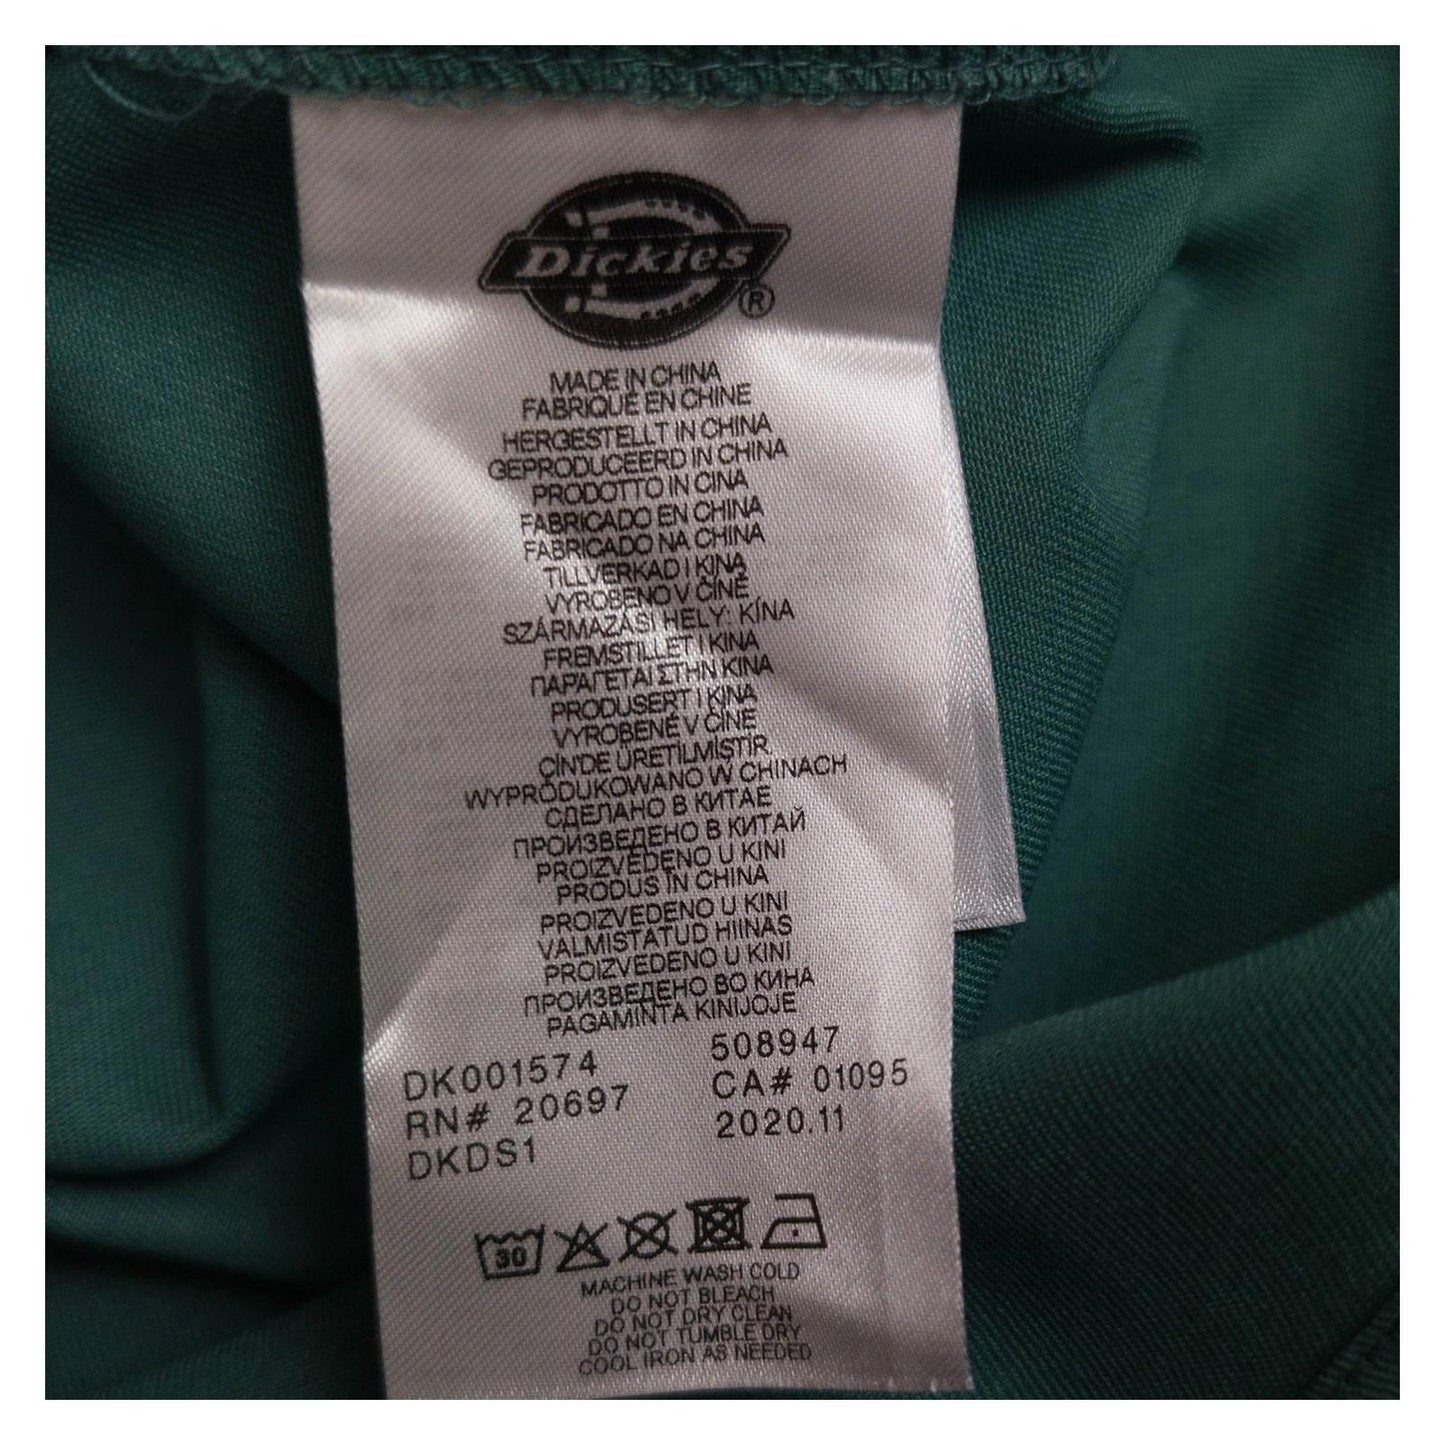 Dickies®
MADE IN CHINA
FABRIQUÉ EN CHINE
HERGESTELLT IN CHINA
GEPRODUCEERD IN CHINA
PRODOTTO IN CINA
FABRICADO EN CHINA
FABRICADO NA CHINA
TILLVERKAD I KINA
VYROBENO V ČÍNĚ
SZÁRMAZÁSI HELY: KÍNA
FREMSTILLET I KINA
ΠΑΡΑΓΕΤΑΙ ΣΤΗΝ ΚΙΝΑ
PRODUSERT I KINA
VYROBENÉ V ČÍNE
ÇİN'DE ÜRETİLMİŞTİR.
WYPRODUKOWANO W CHINACH
СДЕЛАНО В КИТАЕ
ПРОИЗВЕДЕНО В КИТАЙ
PROIZVEDENO U KINI
PRODUS ÎN CHINA
PROIZVEDENO U KINI
VALMISTATUD HIINAS
PROIZVEDENO U KINI
ПРОИЗВЕДЕНО ВО КИНА
PAGAMINTA KINIJOJE
DK001574 508947
RN# 20697 CA# 01095
DKDS1 2020.11
30
MACHINE WASH COLD
DO NOT BLEACH
DO NOT DRY CLEAN
DO NOT TUMBLE DRY
COOL IRON AS NEEDED